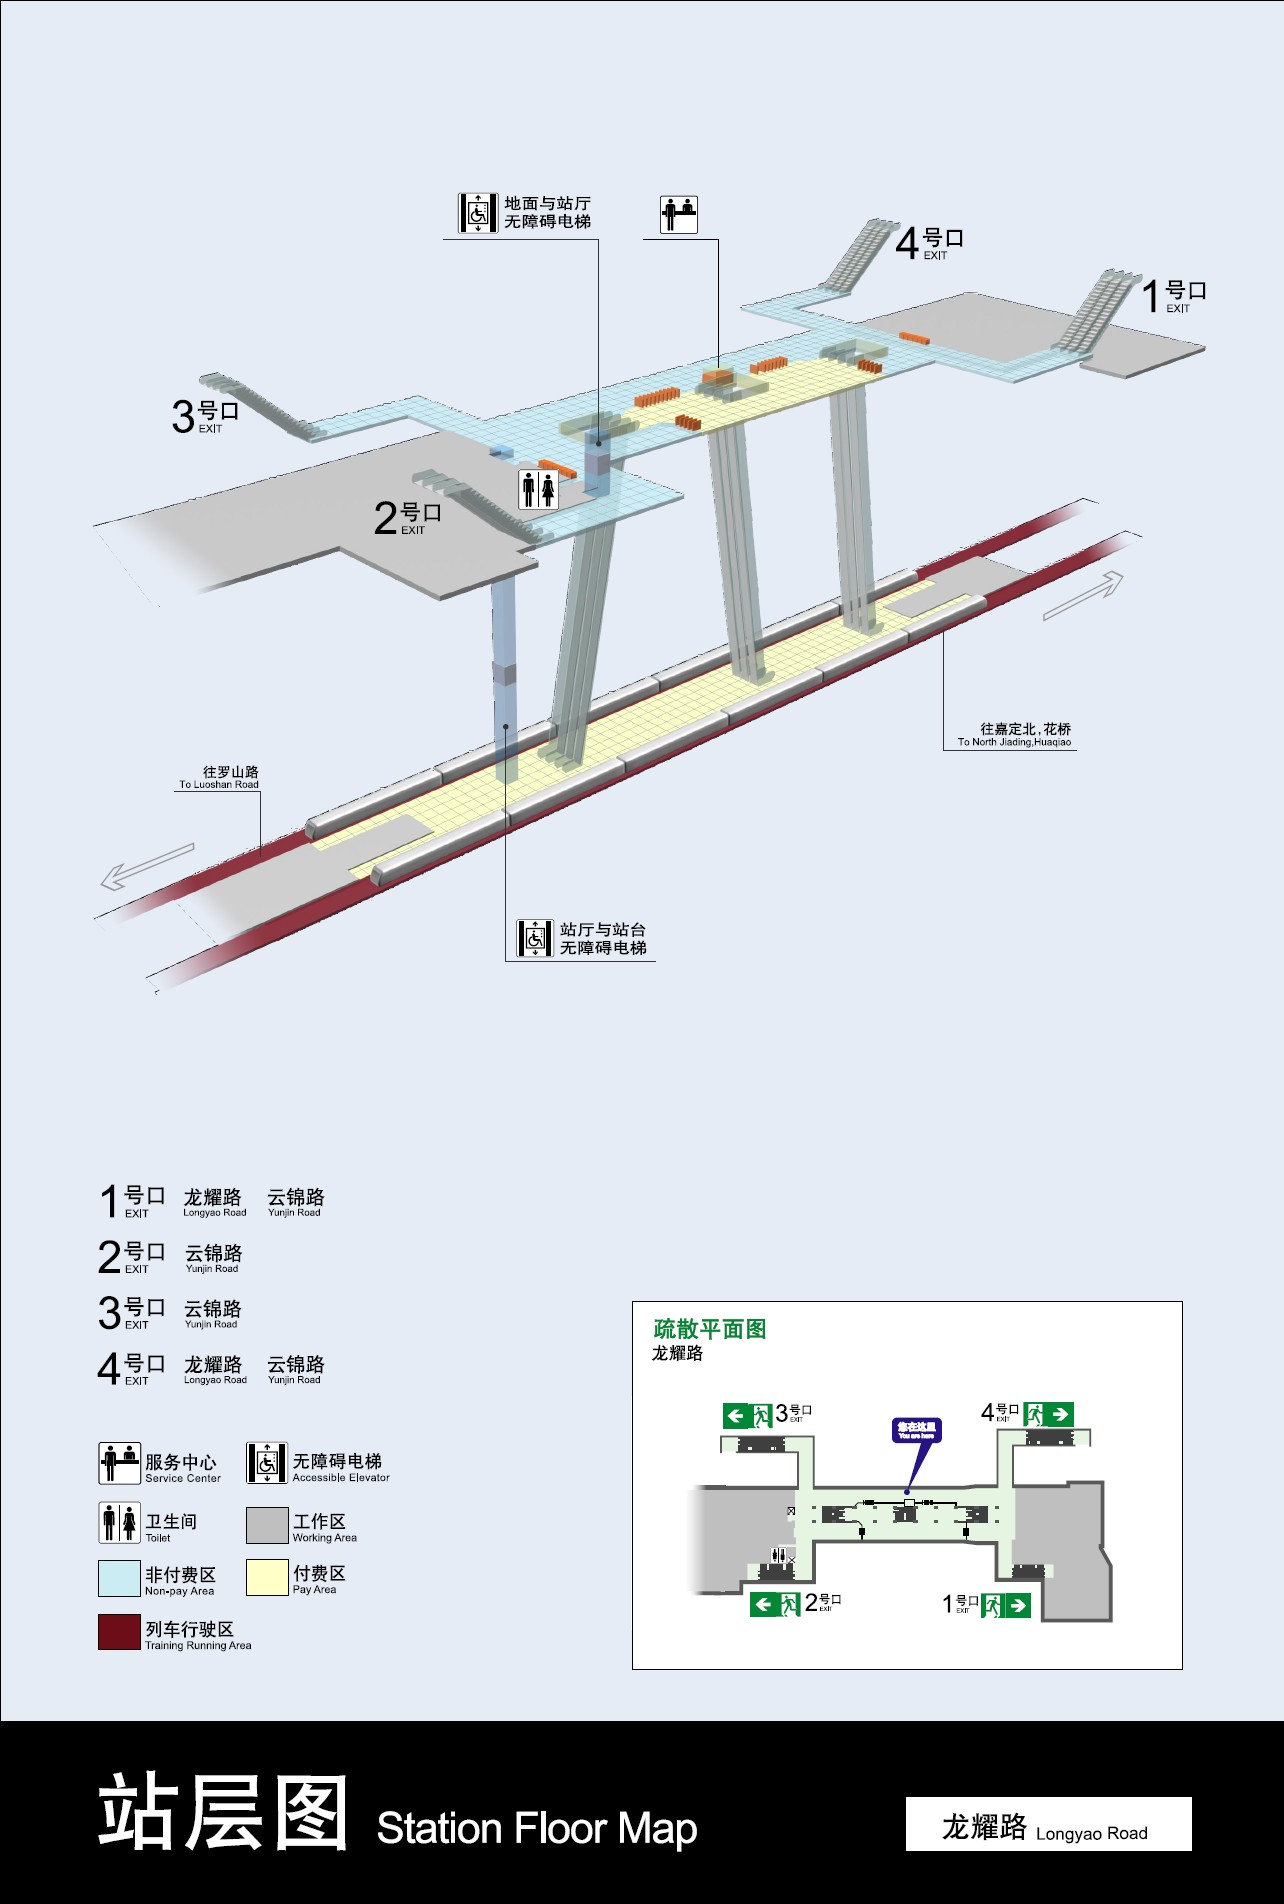 地面与站厅
无障碍电梯
4号口
EXIT
1号口
EXIT
3号口
EXIT
2号口
EXIT
往嘉定北,花桥
To North Jiading,Huaqiao
往罗山路
To Luoshan Road
站厅与站台
无障碍电梯
1号口 龙耀路 云锦路
EXIT Longyao Road Yunjin Road
2号口 云锦路
EXIT Yunjin Road
3号口 云锦路
EXIT Yunjin Road
4号口 龙耀路 云锦路
EXIT Longyao Road Yunjin Road
服务中心 无障碍电梯
Service Center Accessible Elevator
卫生间 工作区
Toilet Working Area
非付费区 付费区
Non-pay Area Pay Area
列车行驶区
Training Running Area
疏散平面图
龙耀路
3号口
EXIT
4号口
EXIT
您在这里
You are here
2号口
EXIT
1号口
EXIT
站层图 Station Floor Map
龙耀路 Longyao Road